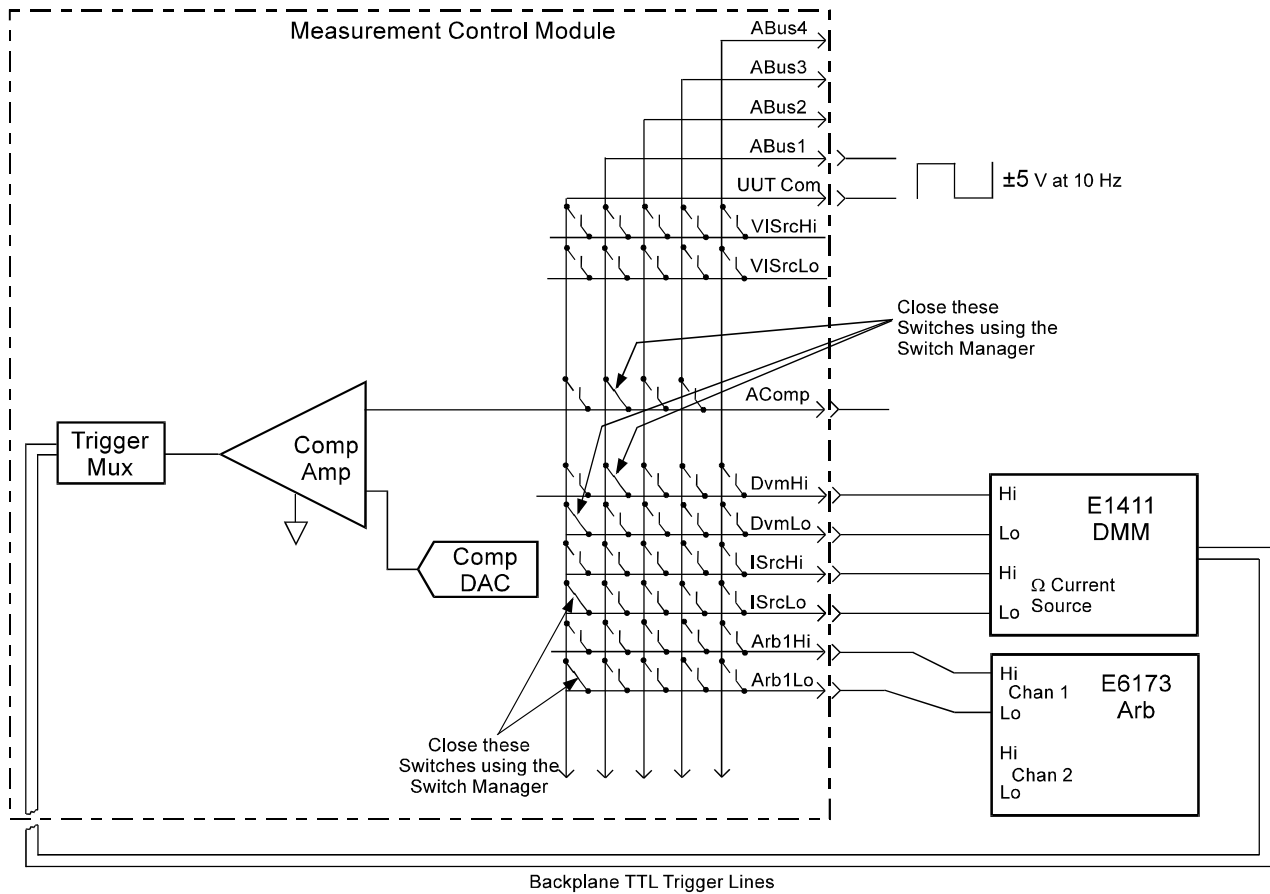 Measurement Control Module
ABus4
ABus3
ABus2
ABus1
UUT Com
±5 V at 10 Hz
VISrcHi
VISrcLo
Close these
Switches using the
Switch Manager
AComp
Trigger
Mux
Comp
Amp
Comp
DAC
DvmHi
DvmLo
ISrcHi
ISrcLo
Arb1Hi
Arb1Lo
Hi
Lo
E1411
DMM
Hi
Ω Current
Source
Lo
Hi
Chan 1
Lo
E6173
Arb
Hi
Chan 2
Lo
Close these
Switches using the
Switch Manager
Backplane TTL Trigger Lines